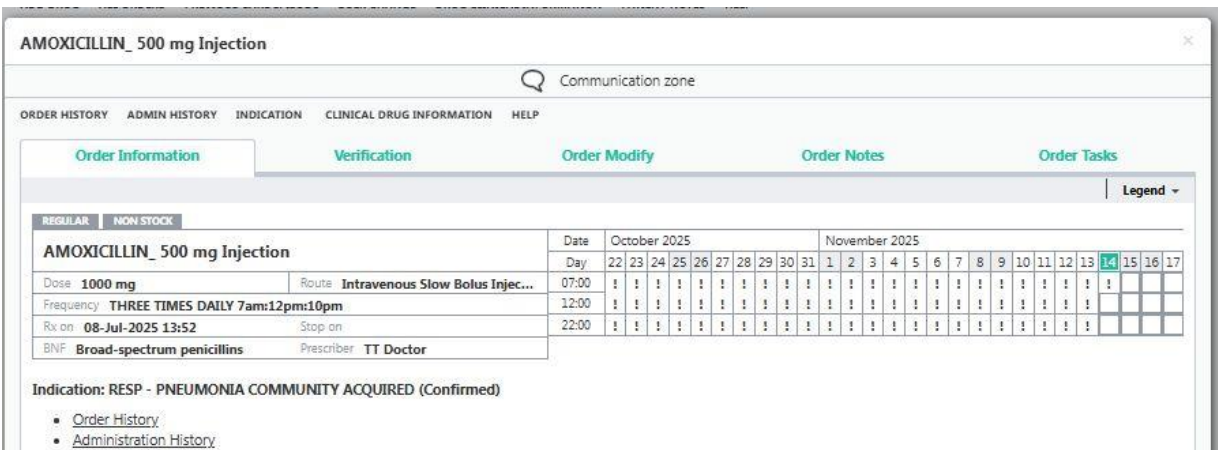 AMOXICILLIN_ 500 mg Injection
×
Communication zone
ORDER HISTORY ADMIN HISTORY INDICATION CLINICAL DRUG INFORMATION HELP
Order Information Verification Order Modify Order Notes Order Tasks
Legend
REGULAR NON STOCK
AMOXICILLIN_ 500 mg Injection
Dose 1000 mg Route Intravenous Slow Bolus Injec...
Frequency THREE TIMES DAILY 7am:12pm:10pm
Rx on 08-Jul-2025 13:52 Stop on
BNF Broad-spectrum penicillins Prescriber TT Doctor
Date October 2025 November 2025
Day 22 23 24 25 26 27 28 29 30 31 1 2 3 4 5 6 7 8 9 10 11 12 13 14 15 16 17
07:00 ! ! ! ! ! ! ! ! ! ! ! ! ! ! ! ! ! ! ! ! ! ! ! !
12:00 ! ! ! ! ! ! ! ! ! ! ! ! ! ! ! ! ! ! ! ! ! ! !
22:00 ! ! ! ! ! ! ! ! ! ! ! ! ! ! ! ! ! ! ! ! ! ! !
Indication: RESP - PNEUMONIA COMMUNITY ACQUIRED (Confirmed)
• Order History
• Administration History